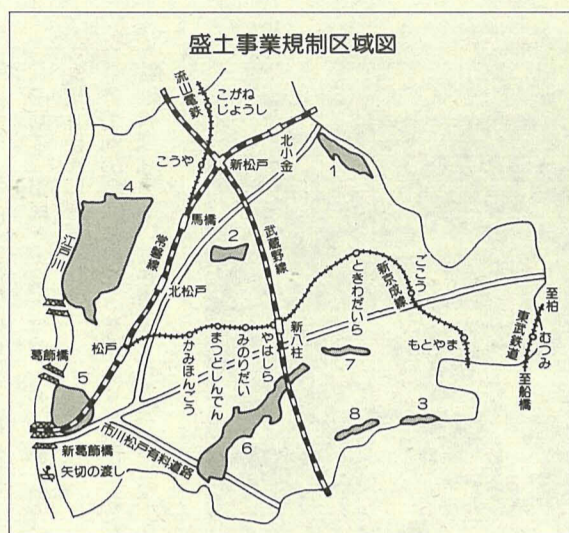 盛土事業規制区域図
流山電鉄
こがね
じょうし
こうや
新松戸
北小金
1
4
馬橋
2
江戸川
常磐線
武蔵野線
北松戸
ときわだいら
新京成線
ごこう
至柏
東武鉄道
むつみ
至船橋
松戸
かみほんごう
まつどしんでん
みのりだい
やはしら
新八柱
もとやま
葛飾橋
5
7
8
3
6
新葛飾橋
矢切の渡し
市川松戸有料道路